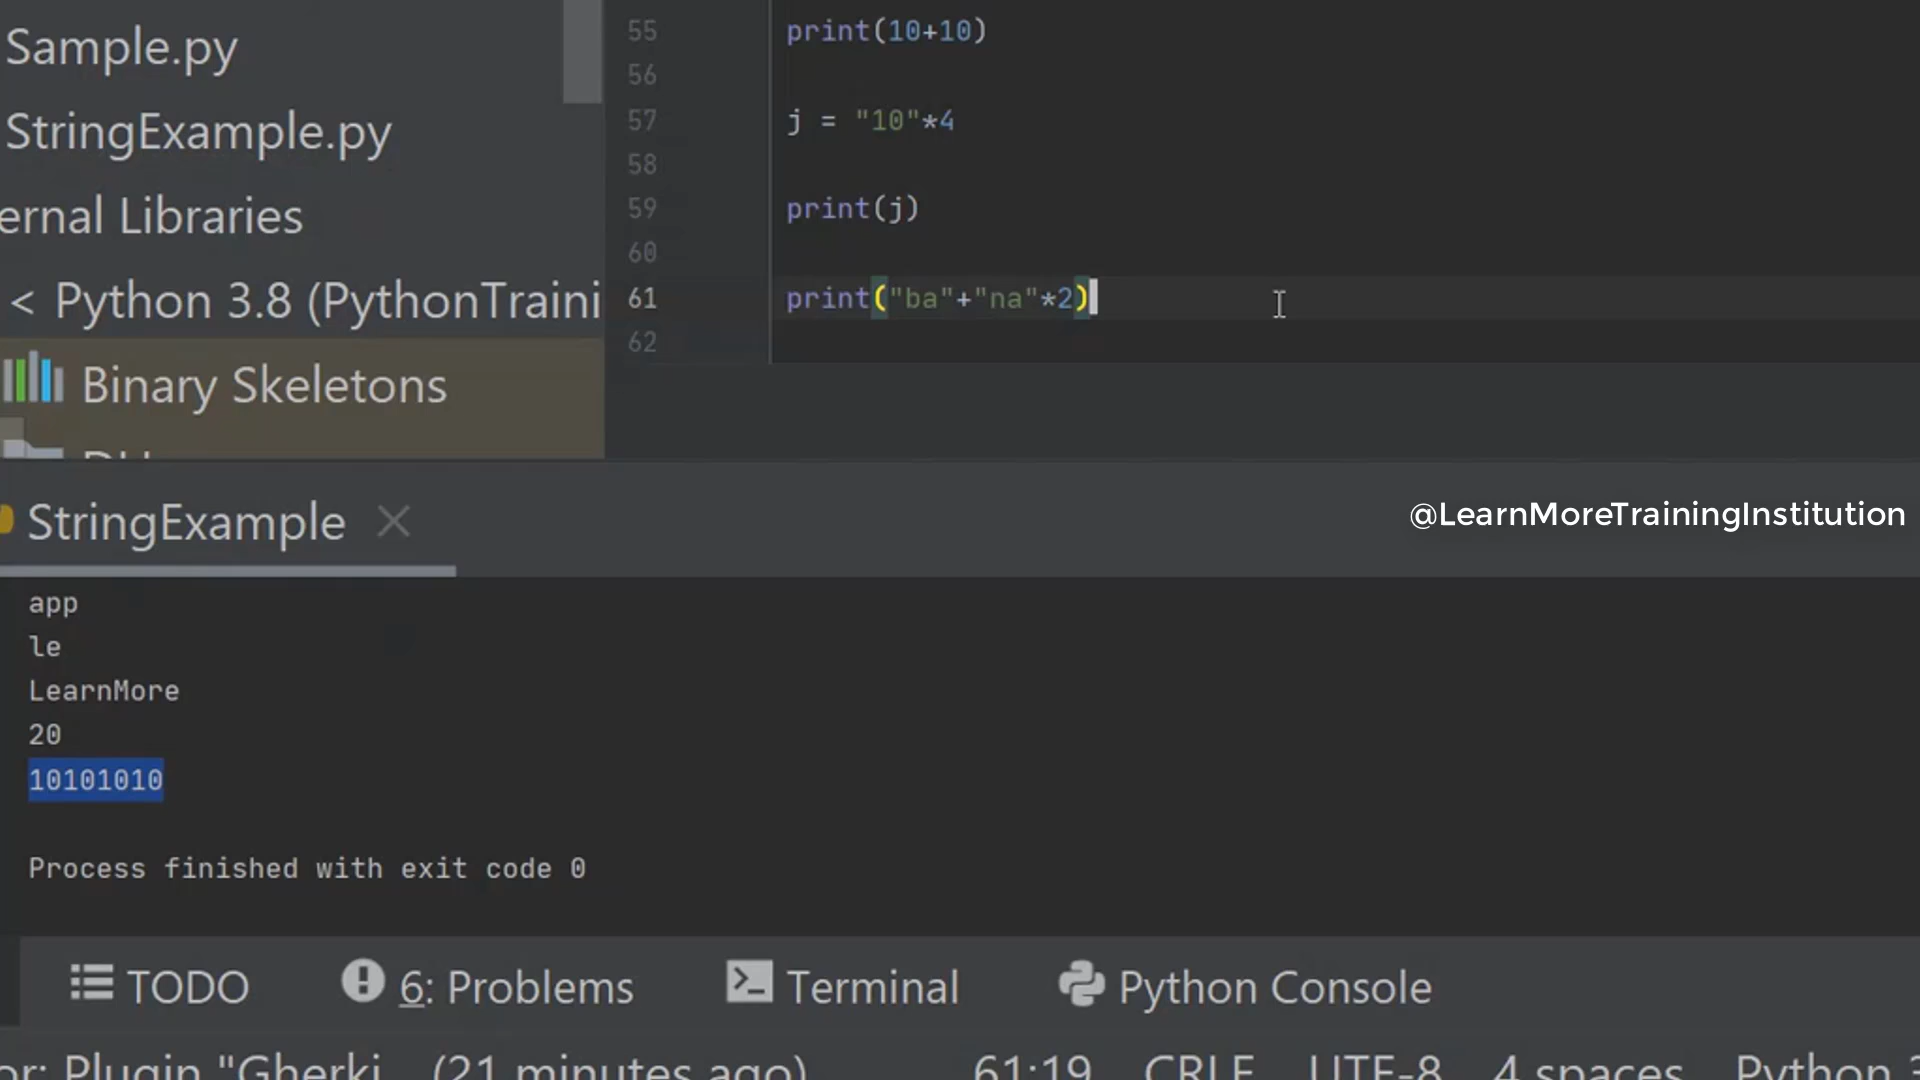 Sample.py
StringExample.py
ernal Libraries
< Python 3.8 (PythonTraini
Binary Skeletons
55 print(10+10)
56
57 j = "10"*4
58
59 print(j)
60
61 print("ba"+"na"*2)
62
StringExample
@LearnMoreTrainingInstitution
app
le
LearnMore
20
10101010
Process finished with exit code 0
TODO 6: Problems Terminal Python Console
or: Plugin "Gherki... (21 minutes ago) 61:19 CRLF UTF-8 4 spaces Python 3